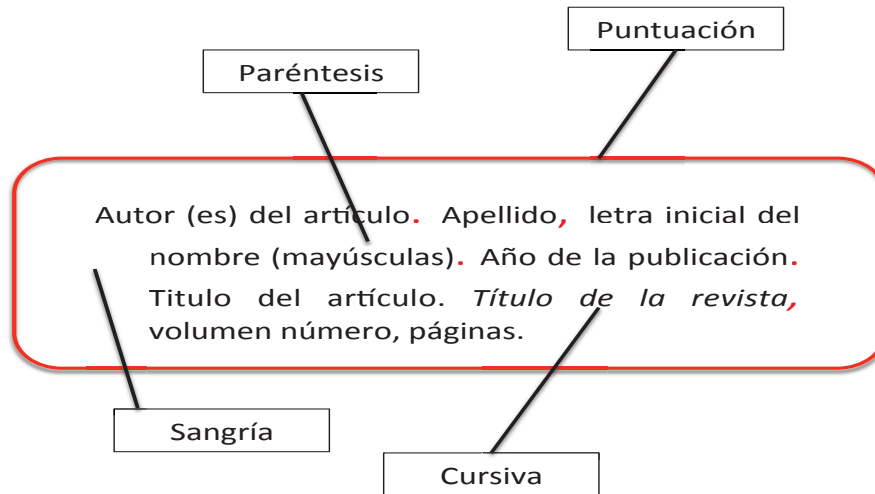 Puntuación
Paréntesis
Autor (es) del artículo. Apellido, letra inicial del
nombre (mayúsculas). Año de la publicación.
Titulo del artículo. Título de la revista,
volumen número, páginas.
Sangría
Cursiva